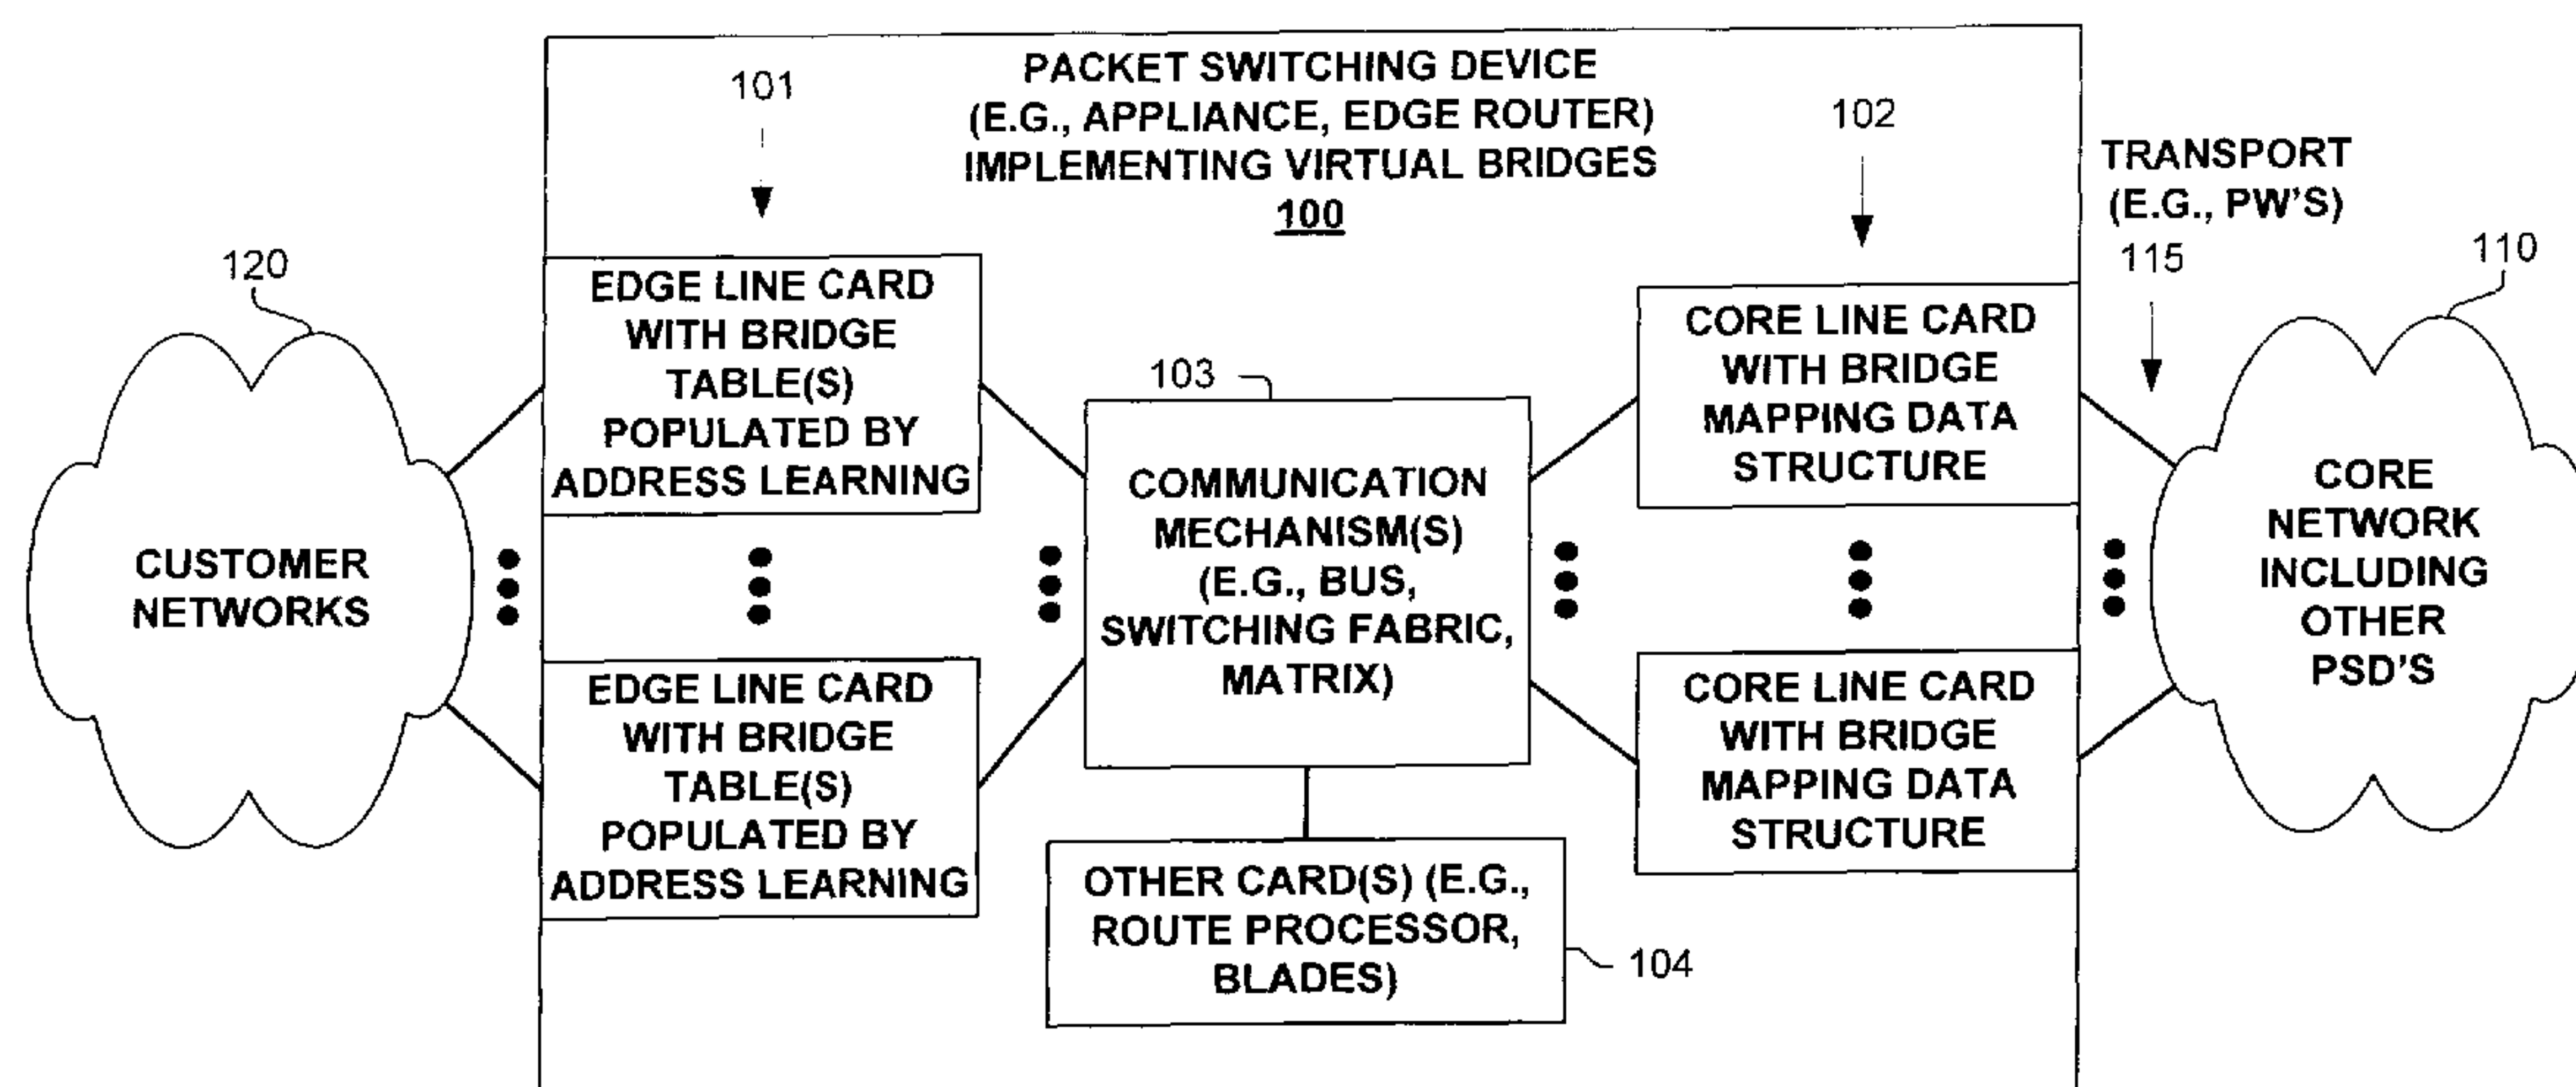 PACKET SWITCHING DEVICE
(E.G., APPLIANCE, EDGE ROUTER)
IMPLEMENTING VIRTUAL BRIDGES
100
101
102
TRANSPORT
(E.G., PW'S)
115
120
110
EDGE LINE CARD
WITH BRIDGE
TABLE(S)
POPULATED BY
ADDRESS LEARNING
CORE LINE CARD
WITH BRIDGE
MAPPING DATA
STRUCTURE
103
COMMUNICATION
MECHANISM(S)
(E.G., BUS,
SWITCHING FABRIC,
MATRIX)
CUSTOMER
NETWORKS
CORE
NETWORK
INCLUDING
OTHER
PSD'S
EDGE LINE CARD
WITH BRIDGE
TABLE(S)
POPULATED BY
ADDRESS LEARNING
CORE LINE CARD
WITH BRIDGE
MAPPING DATA
STRUCTURE
OTHER CARD(S) (E.G.,
ROUTE PROCESSOR,
BLADES)
104